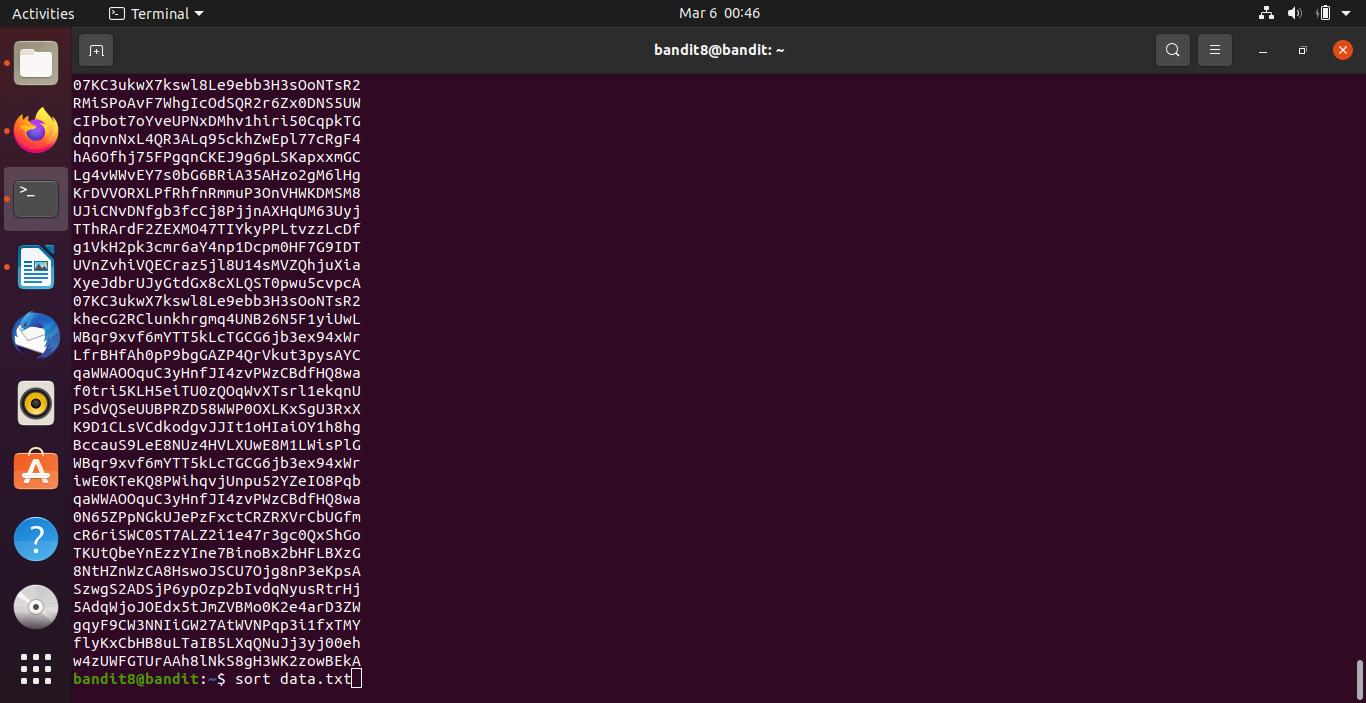 Activities
Terminal
Mar 6 00:46
bandit8@bandit: ~
07KC3ukwX7kswl8Le9ebb3H3sOoNTsR2
RMiSPoAvF7WhgIcOdSQR2r6Zx0DNS5UW
cIPbot7oYveUPNxDMhv1hiri50CqpkTG
dqnvnNxL4QR3ALq95ckhZwEpl77cRgF4
hA6Ofhj75FPgqnCKEJ9g6pLSKapxxmGC
Lg4vWWvEY7s0bG6BRiA35AHzo2gM6lHg
KrDVVORXLPfRhfnRmmuP3OnVHWKDMSM8
UJiCNvDNfgb3fcCj8PjjnAXHqUM63Uyj
TThRArdF2ZEXMO47TIYkyPPLtvzzLcDf
g1VkH2pk3cmr6aY4np1Dcpm0HF7G9IDT
UVnZvhiVQECraz5jl8U14sMVZQhjuXia
XyeJdbrUJyGtdGx8cXLQST0pwu5cvpcA
07KC3ukwX7kswl8Le9ebb3H3sOoNTsR2
khecG2RClunkhrgmq4UNB26N5F1yiUwL
WBqr9xvf6mYTT5kLcTGCG6jb3ex94xWr
LfrBHfAh0pP9bgGAZP4QrVkut3pysAYC
qaWWAOOquC3yHnfJI4zvPWzCBdfHQ8wa
f0tri5KLH5eiTU0zQOqWvXTsrl1ekqnU
PSdVQSeUUBPRZD58WWP0OXLKxSgU3RxX
K9D1CLsVCdkodgvJJIt1oHIaiOY1h8hg
BccauS9LeE8NUz4HVLXUwE8M1LWisPlG
WBqr9xvf6mYTT5kLcTGCG6jb3ex94xWr
iwE0KTeKQ8PWihqvjUnpu52YZeIO8Pqb
qaWWAOOquC3yHnfJI4zvPWzCBdfHQ8wa
0N65ZPpNGkUJePzFxctCRZRXVrCbUGfm
cR6riSWC0ST7ALZ2i1e47r3gc0QxShGo
TKUtQbeYnEzzYIne7BinoBx2bHFLBXzG
8NtHZnWzCA8HswoJSCU7Ojg8nP3eKpsA
SzwgS2ADSjP6ypOzp2bIvdqNyusRtrHj
5AdqWjoJOEdx5tJmZVBMo0K2e4arD3ZW
gqyF9CW3NNIiGW27AtWVNPqp3i1fxTMY
flyKxCbHB8uLTaIB5LXqQNuJj3yj00eh
w4zUWFGTUrAAh8lNkS8gH3WK2zowBEkA
bandit8@bandit:~$ sort data.txt